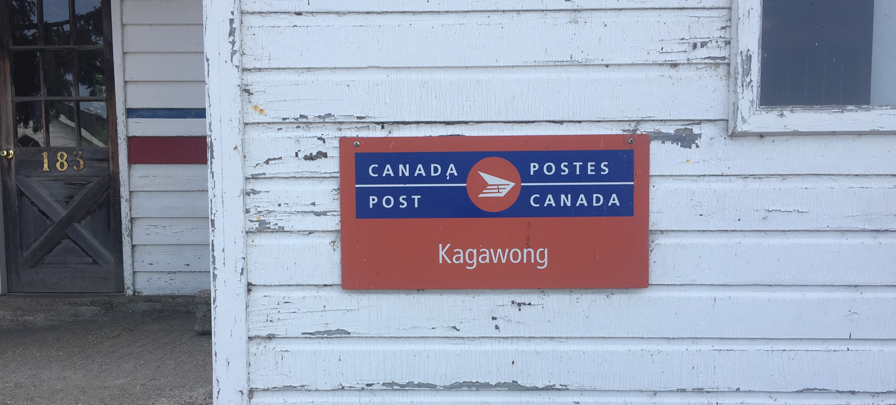 183
CANADA POSTES
POST CANADA
Kagawong